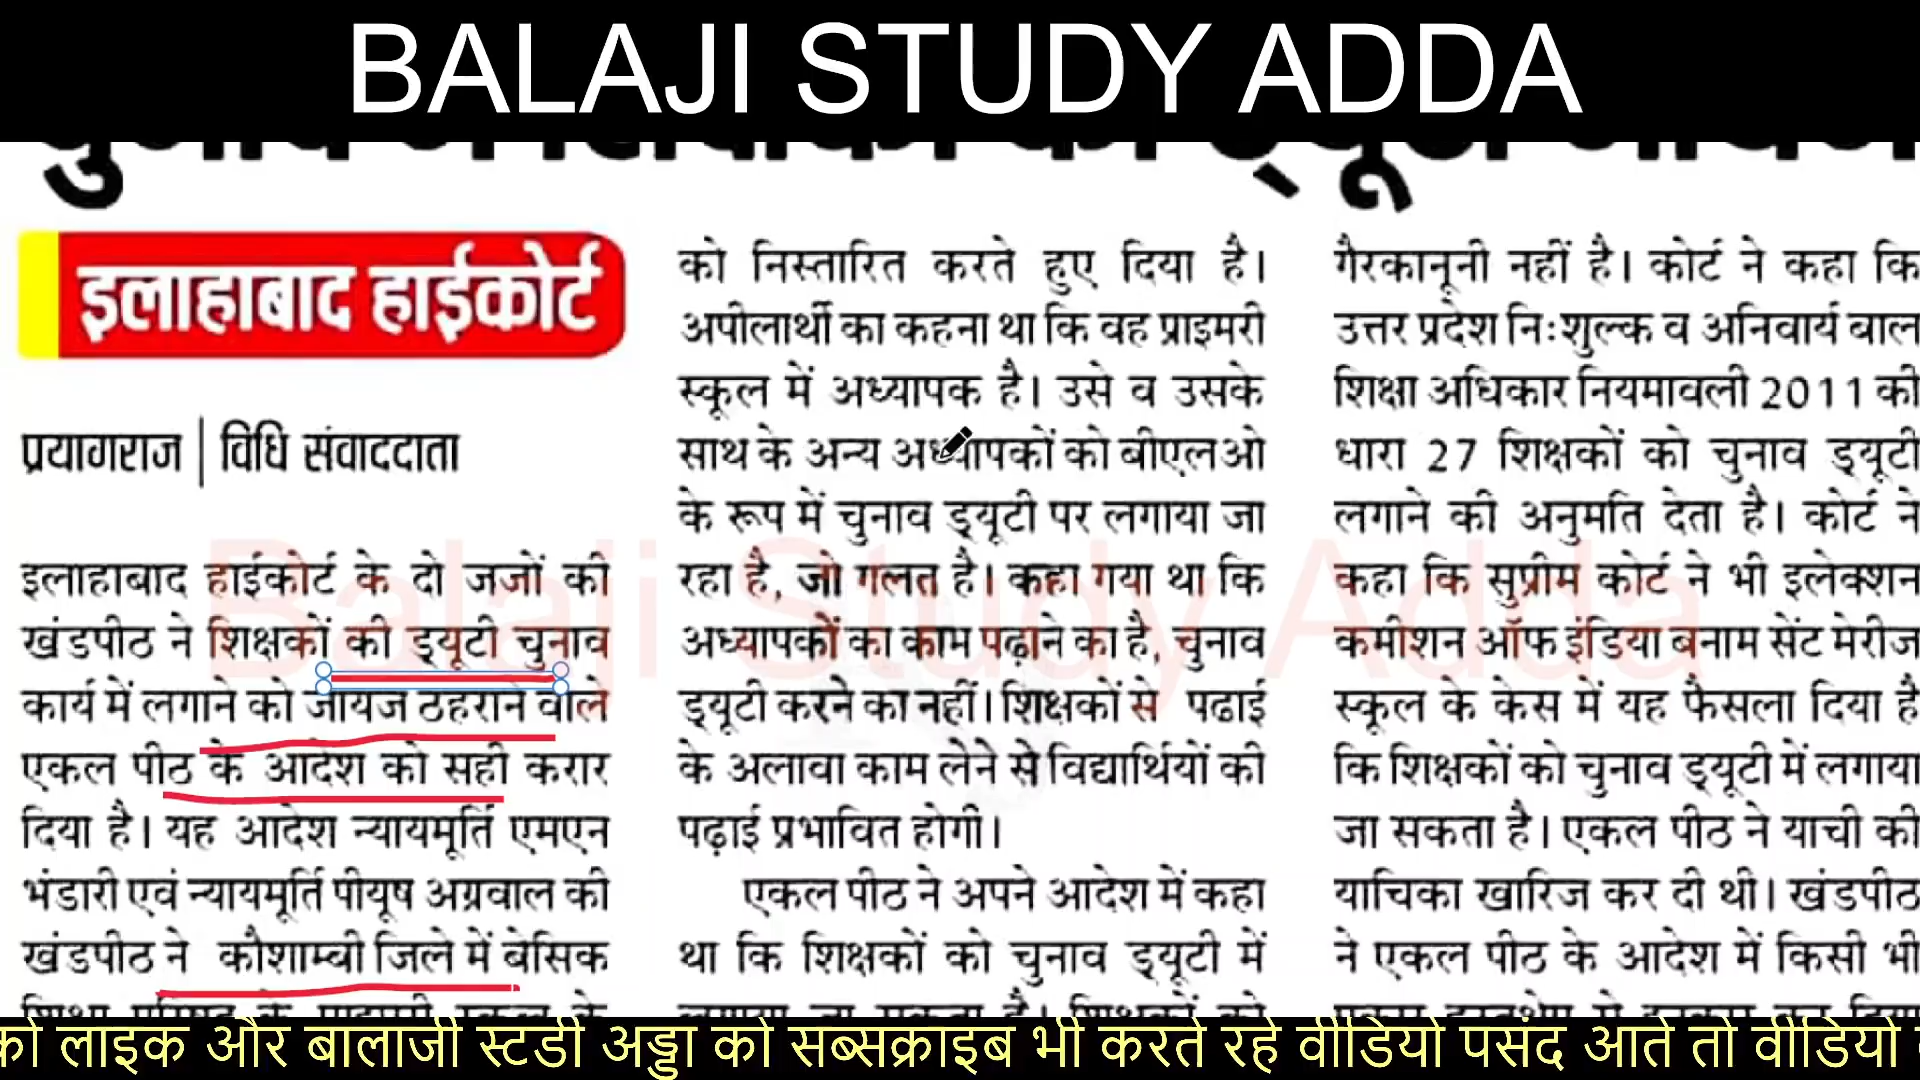 BALAJI STUDY ADDA
इलाहाबाद हाईकोर्ट
प्रयागराज | विधि संवाददाता
इलाहाबाद हाईकोर्ट के दो जजों की
खंडपीठ ने शिक्षकों की ड्यूटी चुनाव
कार्य में लगाने को जायज ठहराने वाले
एकल पीठ के आदेश को सही करार
दिया है। यह आदेश न्यायमूर्ति एमएन
भंडारी एवं न्यायमूर्ति पीयूष अग्रवाल की
खंडपीठ ने कौशाम्बी जिले में बेसिक
को निस्तारित करते हुए दिया है।
अपीलार्थी का कहना था कि वह प्राइमरी
स्कूल में अध्यापक है। उसे व उसके
साथ के अन्य अध्यापकों को बीएलओ
के रूप में चुनाव ड्यूटी पर लगाया जा
रहा है, जो गलत है। कहा गया था कि
अध्यापकों का काम पढ़ाने का है, चुनाव
ड्यूटी करने का नहीं। शिक्षकों से पढाई
के अलावा काम लेने से विद्यार्थियों की
पढ़ाई प्रभावित होगी।
एकल पीठ ने अपने आदेश में कहा
था कि शिक्षकों को चुनाव ड्यूटी में
गैरकानूनी नहीं है। कोर्ट ने कहा कि
उत्तर प्रदेश निःशुल्क व अनिवार्य बाल
शिक्षा अधिकार नियमावली 2011 की
धारा 27 शिक्षकों को चुनाव ड्यूटी
लगाने की अनुमति देता है। कोर्ट ने
कहा कि सुप्रीम कोर्ट ने भी इलेक्शन
कमीशन ऑफ इंडिया बनाम सेंट मेरीज
स्कूल के केस में यह फैसला दिया है
कि शिक्षकों को चुनाव ड्यूटी में लगाया
जा सकता है। एकल पीठ ने याची की
याचिका खारिज कर दी थी। खंडपीठ
ने एकल पीठ के आदेश में किसी भी
Balaji Study Adda
को लाइक और बालाजी स्टडी अड्डा को सब्सक्राइब भी करते रहे वीडियो पसंद आते तो वीडियो